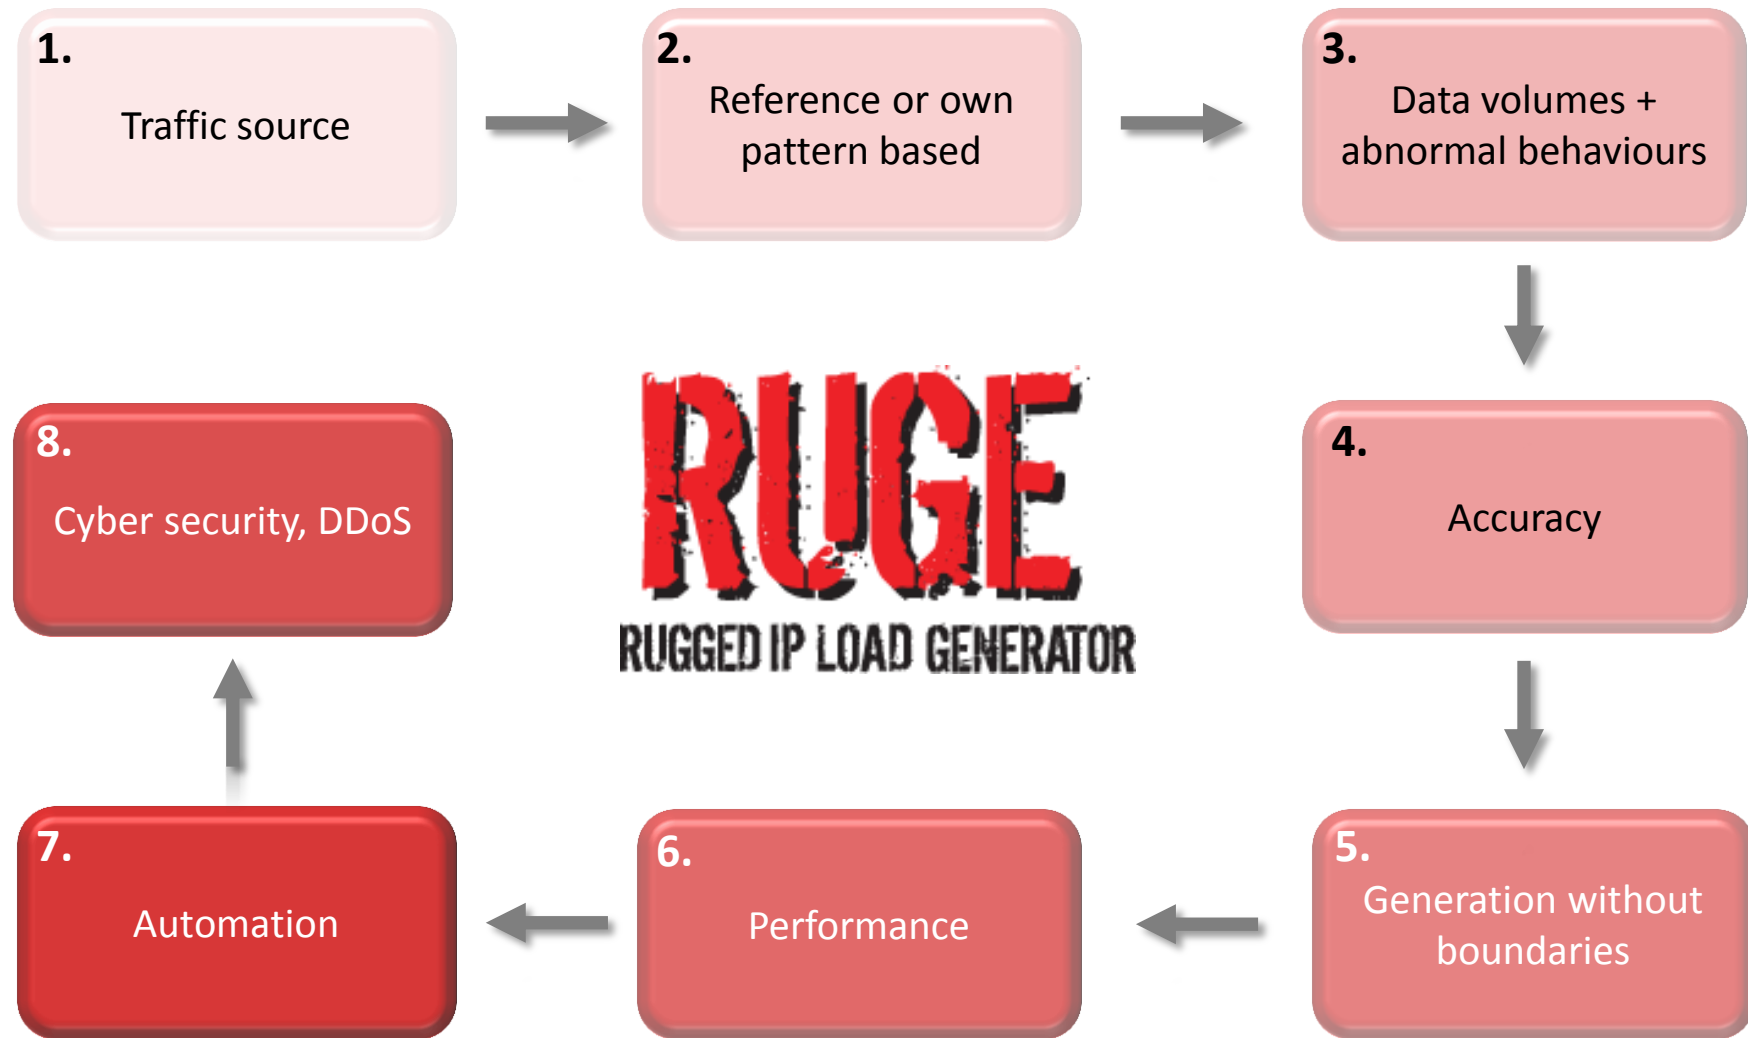 1.
Traffic source
2.
Reference or own
pattern based
3.
Data volumes +
abnormal behaviours
RUGE
RUGGED IP LOAD GENERATOR
4.
Accuracy
5.
Generation without
boundaries
6.
Performance
7.
Automation
8.
Cyber security, DDoS